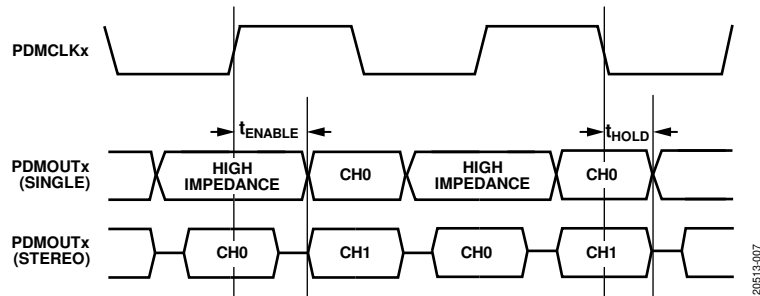 PDMCLKx
tENABLE
tHOLD
PDMOUTx
(SINGLE)
HIGH
IMPEDANCE
CH0
HIGH
IMPEDANCE
CH0
PDMOUTx
(STEREO)
CH0
CH1
CH0
CH1
20513-007